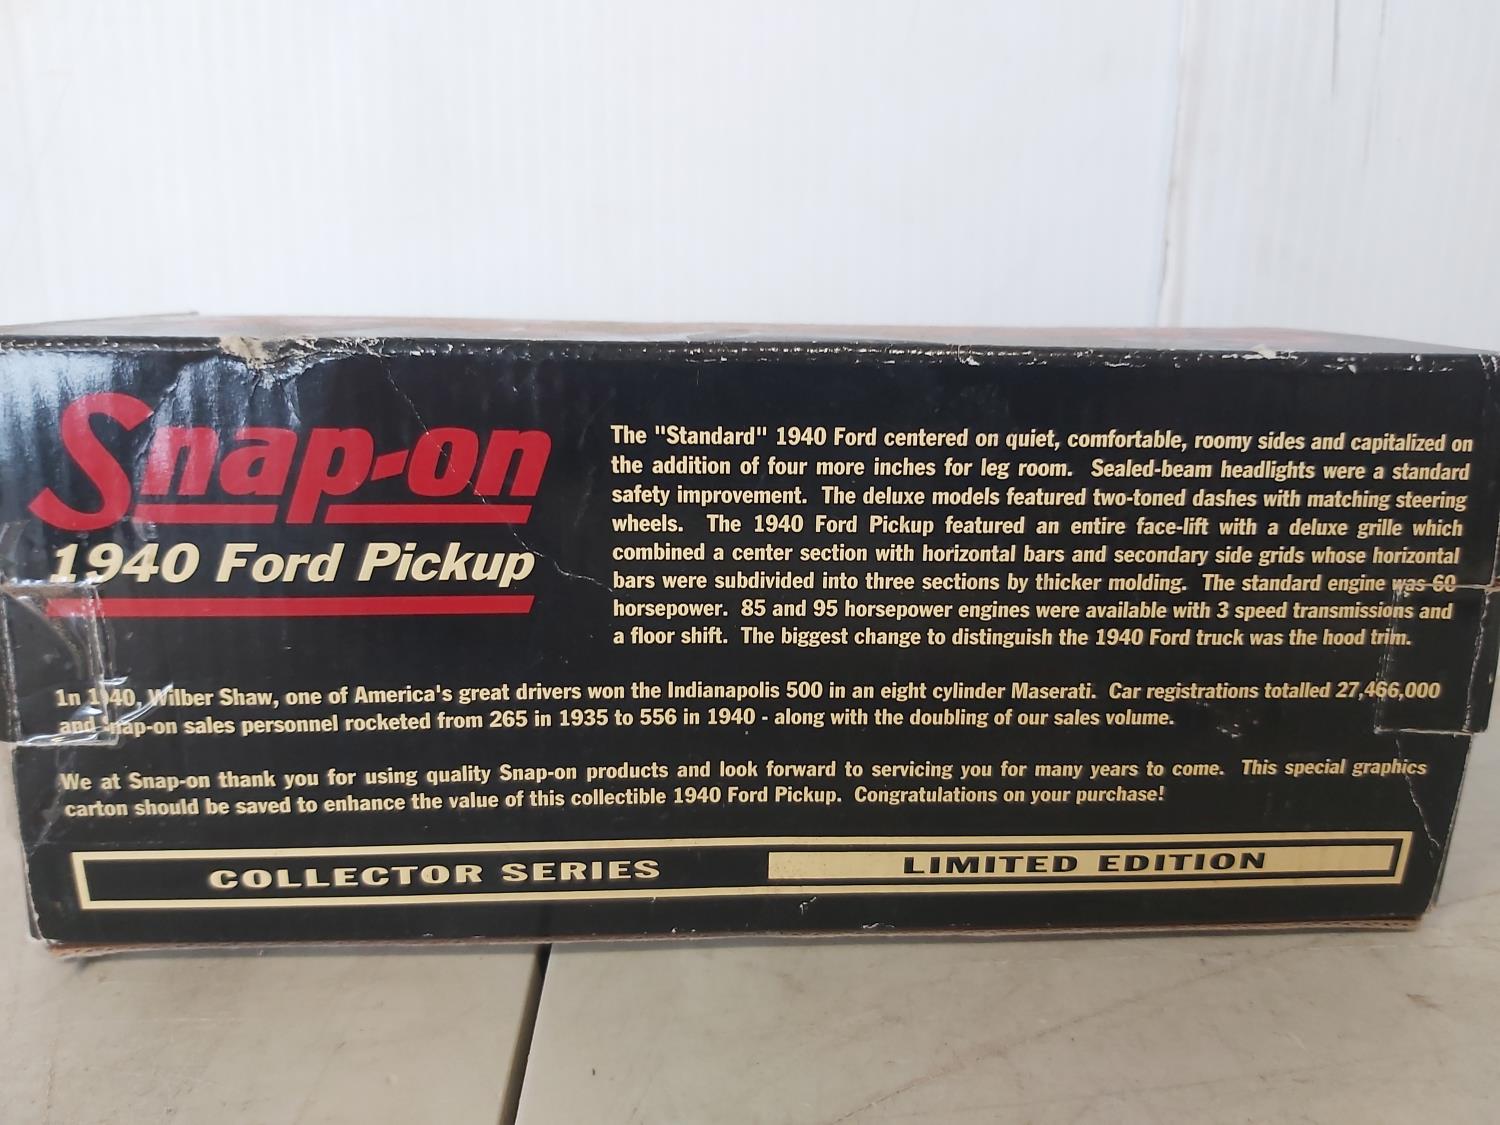 Snap-on
1940 Ford Pickup
The "Standard" 1940 Ford centered on quiet, comfortable, roomy sides and capitalized on
the addition of four more inches for leg room. Sealed-beam headlights were a standard
safety improvement. The deluxe models featured two-toned dashes with matching steering
wheels. The 1940 Ford Pickup featured an entire face-lift with a deluxe grille which
combined a center section with horizontal bars and secondary side grids whose horizontal
bars were subdivided into three sections by thicker molding. The standard engine was 60
horsepower. 85 and 95 horsepower engines were available with 3 speed transmissions and
a floor shift. The biggest change to distinguish the 1940 Ford truck was the hood trim.
1n 1940, Wilber Shaw, one of America's great drivers won the Indianapolis 500 in an eight cylinder Maserati. Car registrations totalled 27,466,000
and Snap-on sales personnel rocketed from 265 in 1935 to 556 in 1940 - along with the doubling of our sales volume.
We at Snap-on thank you for using quality Snap-on products and look forward to servicing you for many years to come. This special graphics
carton should be saved to enhance the value of this collectible 1940 Ford Pickup. Congratulations on your purchase!
COLLECTOR SERIES LIMITED EDITION